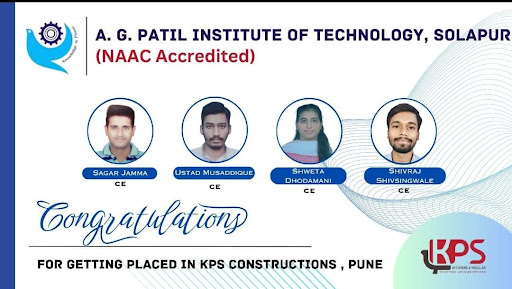 A. G. PATIL INSTITUTE OF TECHNOLOGY, SOLAPUR
(NAAC Accredited)
SAGAR JAMMA
CE
USTAD MUSADDIQUE
CE
SHWETA
DHODAMANI
CE
SHIVRAJ
SHIVSINGWALE
CE
Congratulations
FOR GETTING PLACED IN KPS CONSTRUCTIONS , PUNE
KPS